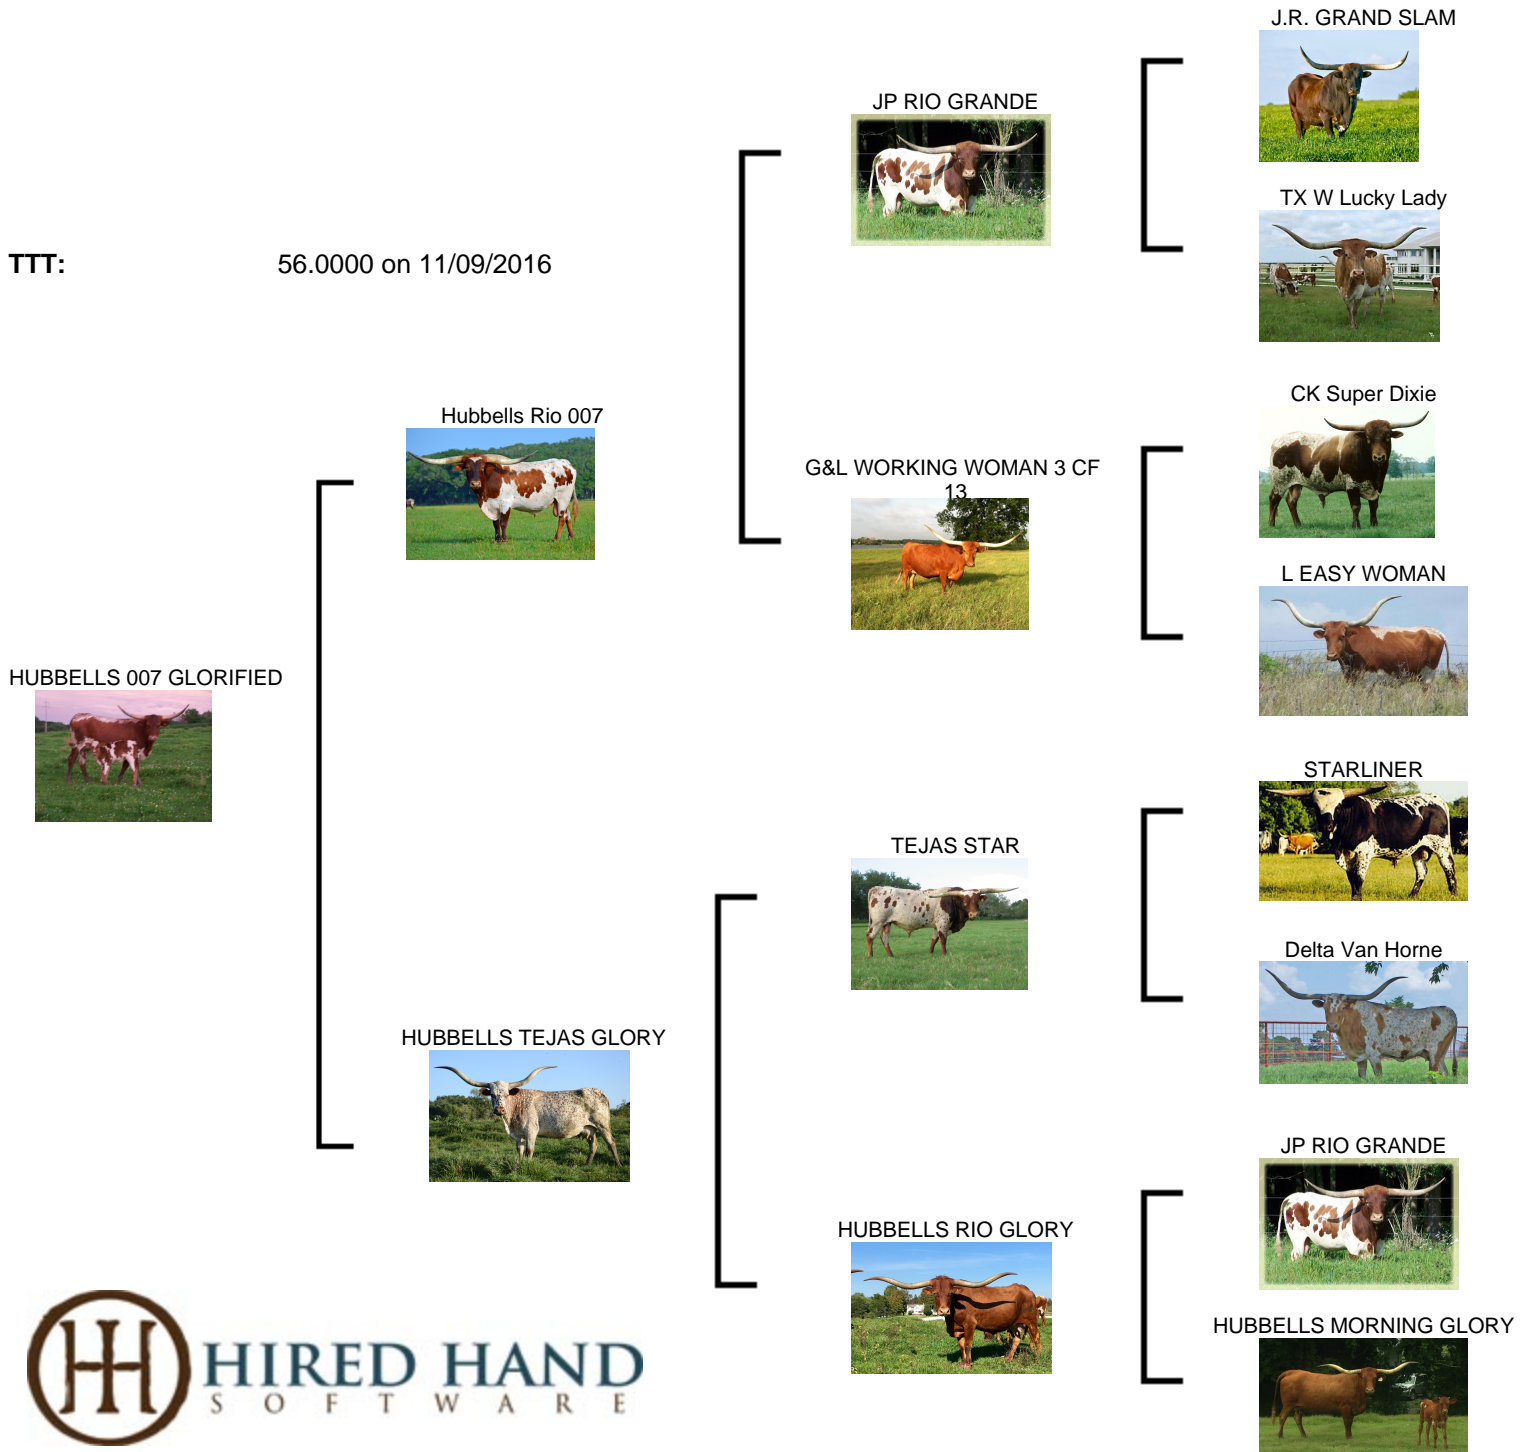 J.R. GRAND SLAM
JP RIO GRANDE
TX W Lucky Lady
TTT: 56.0000 on 11/09/2016
CK Super Dixie
Hubbells Rio 007
G&L WORKING WOMAN 3 CF
13
L EASY WOMAN
HUBBELLS 007 GLORIFIED
STARLINER
TEJAS STAR
Delta Van Horne
HUBBELLS TEJAS GLORY
JP RIO GRANDE
HUBBELLS RIO GLORY
HUBBELLS MORNING GLORY
HIRED HAND
SOFTWARE